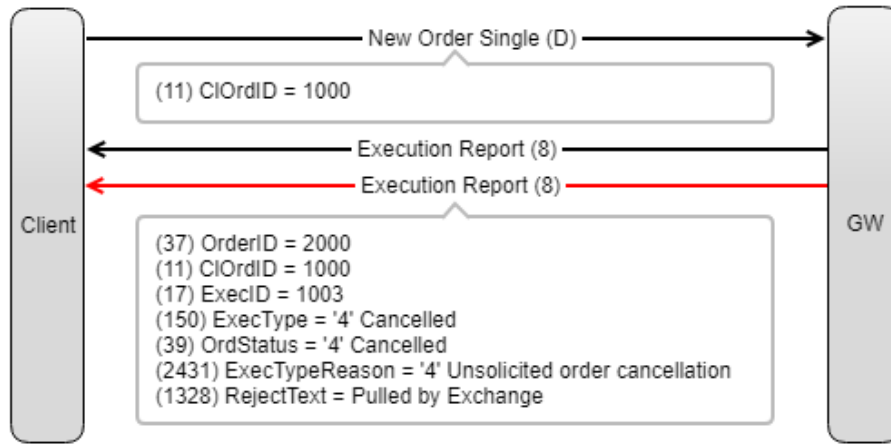 New Order Single (D)
(11) ClOrdID = 1000
Execution Report (8)
Execution Report (8)
Client
GW
(37) OrderID = 2000
(11) ClOrdID = 1000
(17) ExecID = 1003
(150) ExecType = '4' Cancelled
(39) OrdStatus = '4' Cancelled
(2431) ExecTypeReason = '4' Unsolicited order cancellation
(1328) RejectText = Pulled by Exchange